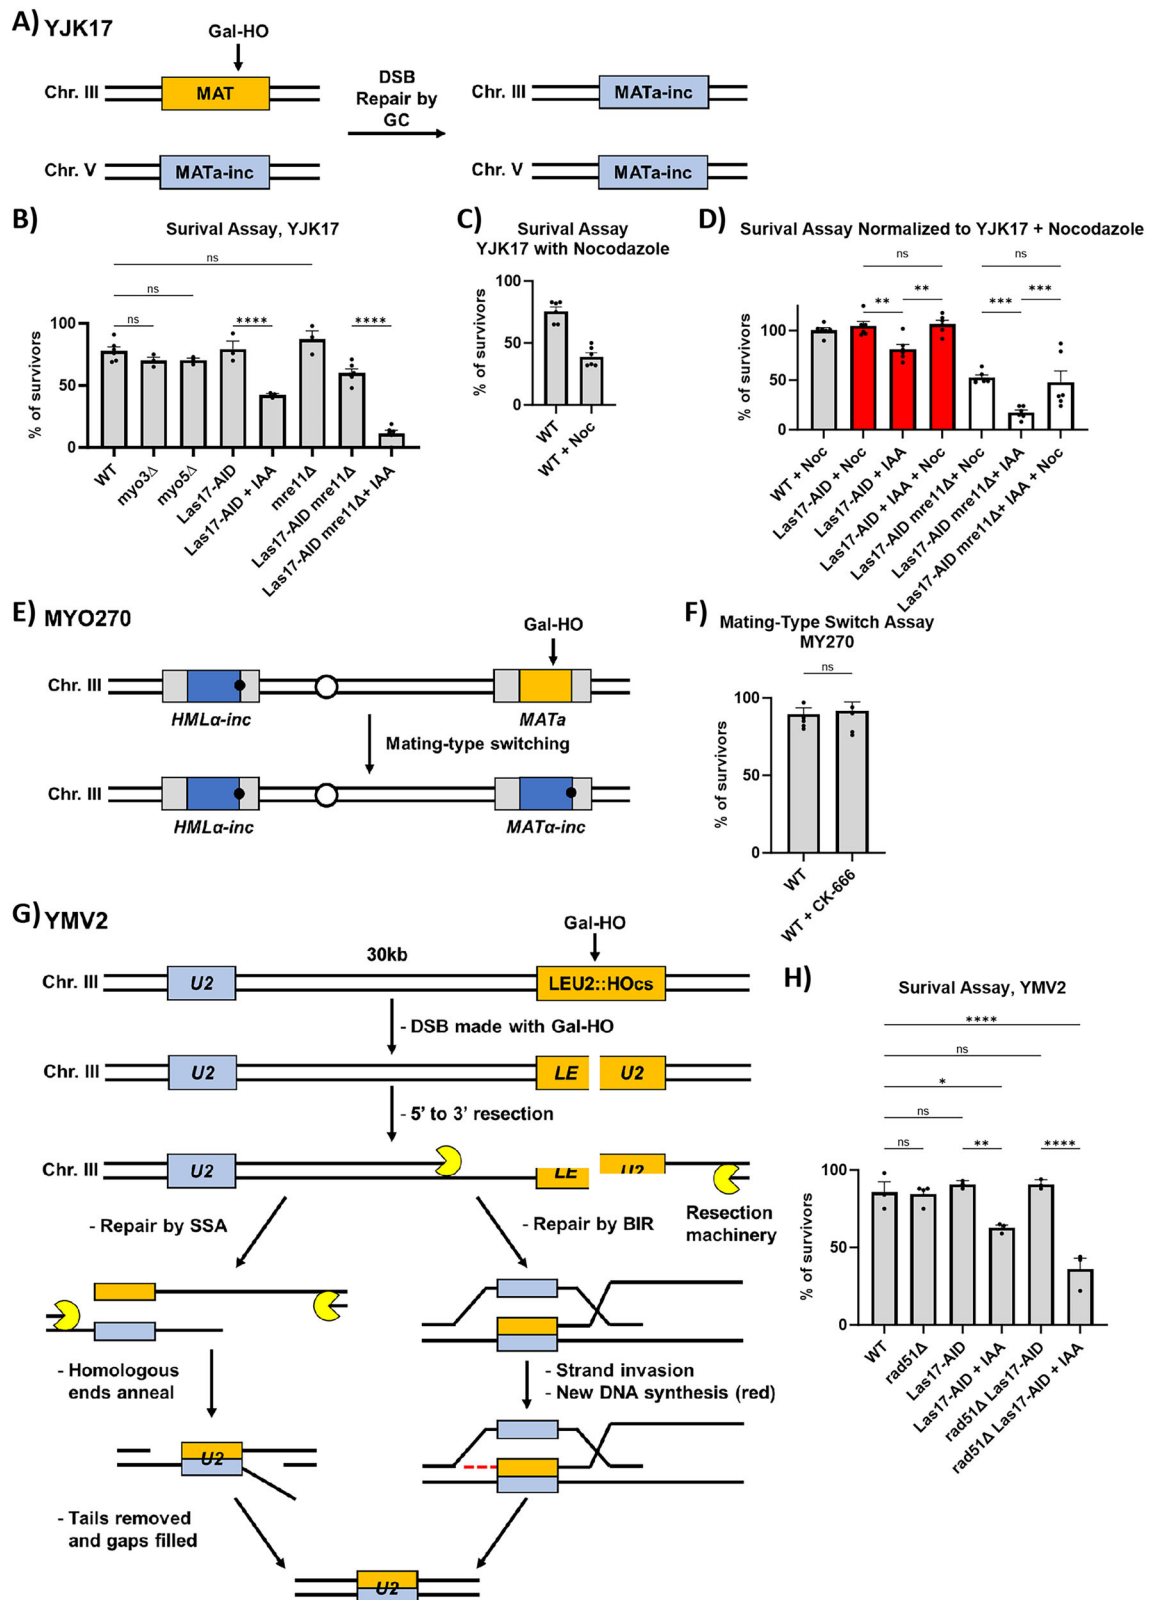 A) YJK17
Gal-HO
Chr. III
MAT
DSB
Repair by
GC
Chr. III
MATa-inc
Chr. V
MATa-inc
Chr. V
MATa-inc
B)
Surival Assay, YJK17
ns
ns
ns
****
****
% of survivors
100
50
0
WT
myo3Δ
myo5Δ
Las17-AID
Las17-AID + IAA
mre11Δ
Las17-AID mre11Δ
Las17-AID mre11Δ+ IAA
C)
Surival Assay
YJK17 with Nocodazole
% of survivors
100
50
0
WT
WT + Noc
D)
Surival Assay Normalized to YJK17 + Nocodazole
ns
ns
**
**
***
***
% of survivors
100
50
0
WT + Noc
Las17-AID + Noc
Las17-AID + IAA
Las17-AID + IAA + Noc
Las17-AID mre11Δ+ Noc
Las17-AID mre11Δ+ IAA
Las17-AID mre11Δ+ IAA + Noc
E) MYO270
Gal-HO
Chr. III
HMLα-inc
MATa
Mating-type switching
Chr. III
HMLα-inc
MATα-inc
F)
Mating-Type Switch Assay
MY270
ns
% of survivors
100
50
0
WT
WT + CK-666
G) YMV2
Gal-HO
30kb
Chr. III
U2
LEU2::HOcs
- DSB made with Gal-HO
Chr. III
U2
LE
U2
- 5' to 3' resection
Chr. III
U2
LE
U2
- Repair by SSA
- Repair by BIR
Resection
machinery
- Homologous
ends anneal
- Strand invasion
- New DNA synthesis (red)
U2
- Tails removed
and gaps filled
U2
H)
Surival Assay, YMV2
****
ns
*
ns
ns
**
****
% of survivors
100
50
0
WT
rad51Δ
Las17-AID
Las17-AID + IAA
rad51Δ Las17-AID
rad51Δ Las17-AID + IAA